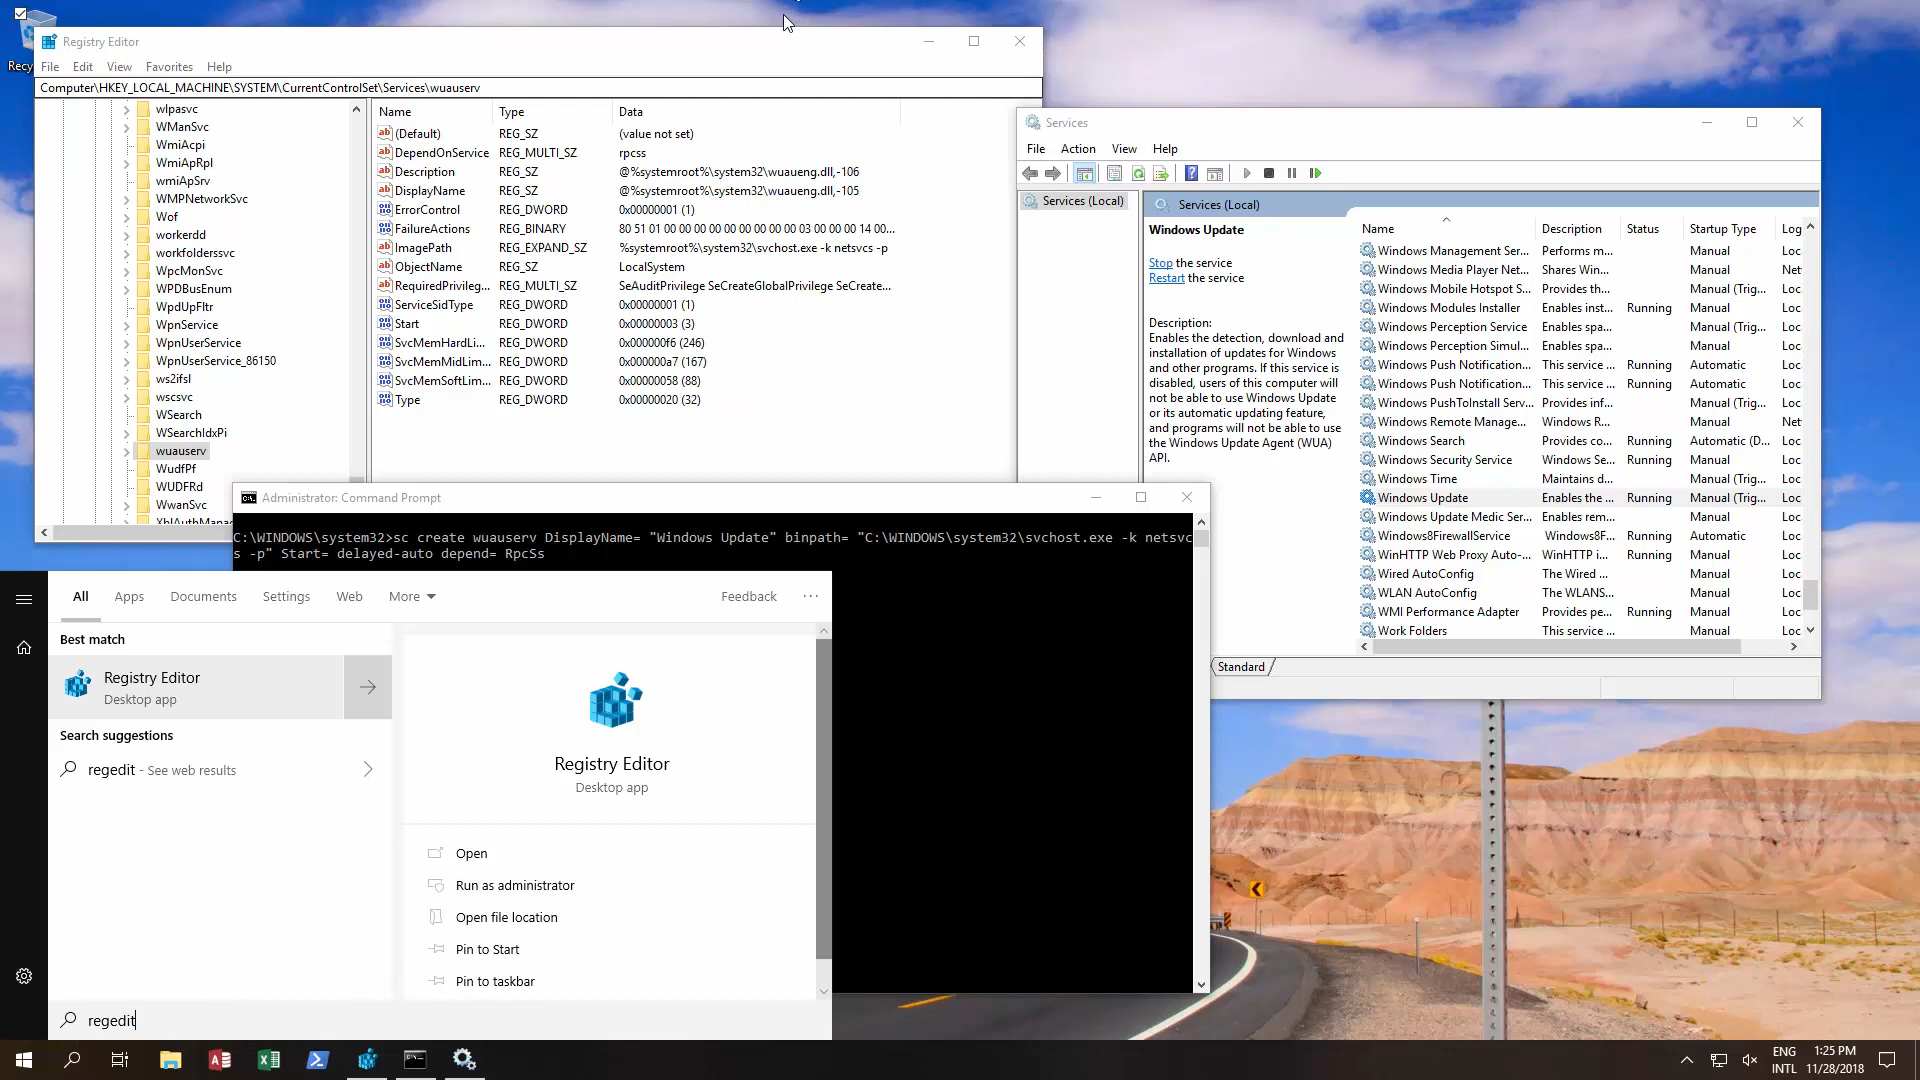 Registry Editor
File Edit View Favorites Help
Computer\HKEY_LOCAL_MACHINE\SYSTEM\CurrentControlSet\Services\wuauserv
wlpasvc
WManSvc
WmiAcpi
WmiApRpl
wmiApSrv
WMPNetworkSvc
Wof
workerdd
workfolderssvc
WpcMonSvc
WPDBusEnum
WpdUpFltr
WpnService
WpnUserService
WpnUserService_86150
ws2ifsl
wscsvc
WSearch
WSearchIdxPi
wuauserv
WudfPf
WUDFRd
WwanSvc
XblAuthMana
Name Type Data
(Default) REG_SZ (value not set)
DependOnService REG_MULTI_SZ rpcss
Description REG_SZ @%systemroot%\system32\wuaueng.dll,-106
DisplayName REG_SZ @%systemroot%\system32\wuaueng.dll,-105
ErrorControl REG_DWORD 0x00000001 (1)
FailureActions REG_BINARY 80 51 01 00 00 00 00 00 00 00 00 00 03 00 00 00 14 00...
ImagePath REG_EXPAND_SZ %systemroot%\system32\svchost.exe -k netsvcs -p
ObjectName REG_SZ LocalSystem
RequiredPrivileg... REG_MULTI_SZ SeAuditPrivilege SeCreateGlobalPrivilege SeCreate...
ServiceSidType REG_DWORD 0x00000001 (1)
Start REG_DWORD 0x00000003 (3)
SvcMemHardLi... REG_DWORD 0x000000f6 (246)
SvcMemMidLim... REG_DWORD 0x000000a7 (167)
SvcMemSoftLim... REG_DWORD 0x00000058 (88)
Type REG_DWORD 0x00000020 (32)
Services
File Action View Help
Services (Local)
Services (Local)
Windows Update
Stop the service
Restart the service
Description:
Enables the detection, download and
installation of updates for Windows
and other programs. If this service is
disabled, users of this computer will
not be able to use Windows Update
or its automatic updating feature,
and programs will not be able to use
the Windows Update Agent (WUA)
API.
Name Description Status Startup Type Log
Windows Management Ser... Performs m... Manual Loc
Windows Media Player Net... Shares Win... Manual Net
Windows Mobile Hotspot S... Provides th... Manual (Trig... Loc
Windows Modules Installer Enables inst... Running Manual Loc
Windows Perception Service Enables spa... Manual (Trig... Loc
Windows Perception Simul... Enables spa... Manual Loc
Windows Push Notification... This service ... Running Automatic Loc
Windows Push Notification... This service ... Running Automatic Loc
Windows PushToInstall Serv... Provides inf... Manual (Trig... Loc
Windows Remote Manage... Windows R... Manual Net
Windows Search Provides co... Running Automatic (D... Loc
Windows Security Service Windows Se... Running Manual Loc
Windows Time Maintains d... Manual (Trig... Loc
Windows Update Enables the ... Running Manual (Trig... Loc
Windows Update Medic Ser... Enables rem... Manual Loc
Windows8FirewallService Windows8F... Running Automatic Loc
WinHTTP Web Proxy Auto-... WinHTTP i... Running Manual Loc
Wired AutoConfig The Wired ... Manual Loc
WLAN AutoConfig The WLANS... Manual Loc
WMI Performance Adapter Provides pe... Running Manual Loc
Work Folders This service ... Manual Loc
Standard
Administrator: Command Prompt
C:\WINDOWS\system32>sc create wuauserv DisplayName= "Windows Update" binpath= "C:\WINDOWS\system32\svchost.exe -k netsvc
s -p" Start= delayed-auto depend= RpcSs
All Apps Documents Settings Web More Feedback ...
Best match
Registry Editor
Desktop app
Search suggestions
regedit - See web results
Registry Editor
Desktop app
Open
Run as administrator
Open file location
Pin to Start
Pin to taskbar
regedit
Recy
ENG
INTL
1:25 PM
11/28/2018